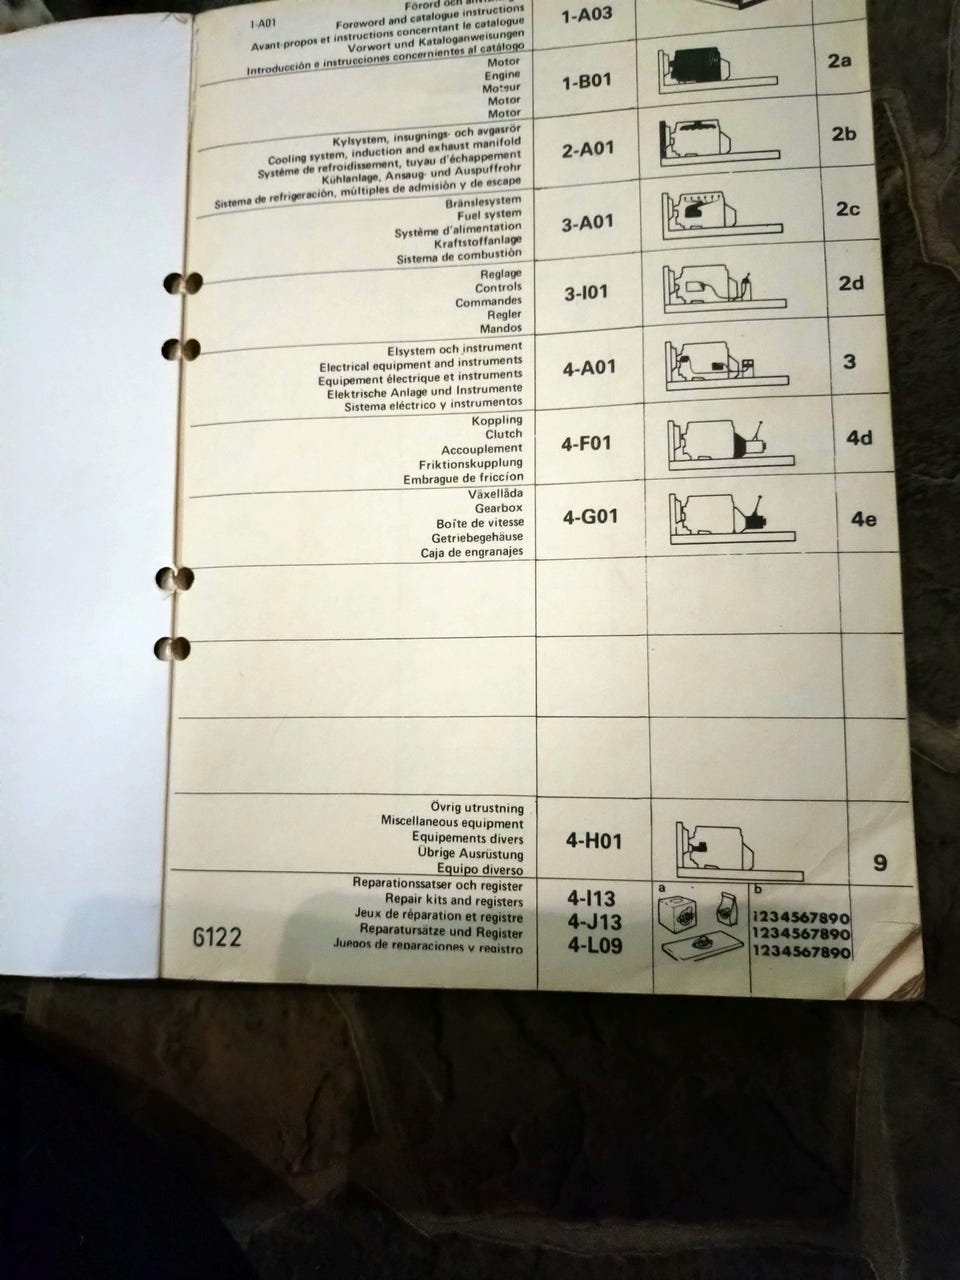 1-A01
Förord och
Foreword and catalogue instructions
Avant-propos et instructions concernant le catalogue
Vorwort und Kataloganweisungen
Introducción e instrucciones concernientes al catálogo
1-A03
Motor
Engine
Moteur
Motor
Motor
1-B01
2a
Kylsystem, insugnings- och avgasrör
Cooling system, induction and exhaust manifold
Système de refroidissement, tuyau d'échappement
Kühlanlage, Ansaug- und Auspuffrohr
Sistema de refrigeración, múltiples de admisión y de escape
2-A01
2b
Bränslesystem
Fuel system
Système d'alimentation
Kraftstoffanlage
Sistema de combustión
3-A01
2c
Reglage
Controls
Commandes
Regler
Mandos
3-I01
2d
Elsystem och instrument
Electrical equipment and instruments
Equipement électrique et instruments
Elektrische Anlage und Instrumente
Sistema eléctrico y instrumentos
4-A01
3
Koppling
Clutch
Accouplement
Friktionskupplung
Embrague de fricción
4-F01
4d
Växellåda
Gearbox
Boîte de vitesse
Getriebegehäuse
Caja de engranajes
4-G01
4e
Övrig utrustning
Miscellaneous equipment
Equipements divers
Übrige Ausrüstung
Equipo diverso
4-H01
9
Reparationssatser och register
Repair kits and registers
Jeux de réparation et registre
Reparatursätze und Register
Juegos de reparaciones y registro
4-I13
4-J13
4-L09
a
b
1234567890
1234567890
1234567890
6122